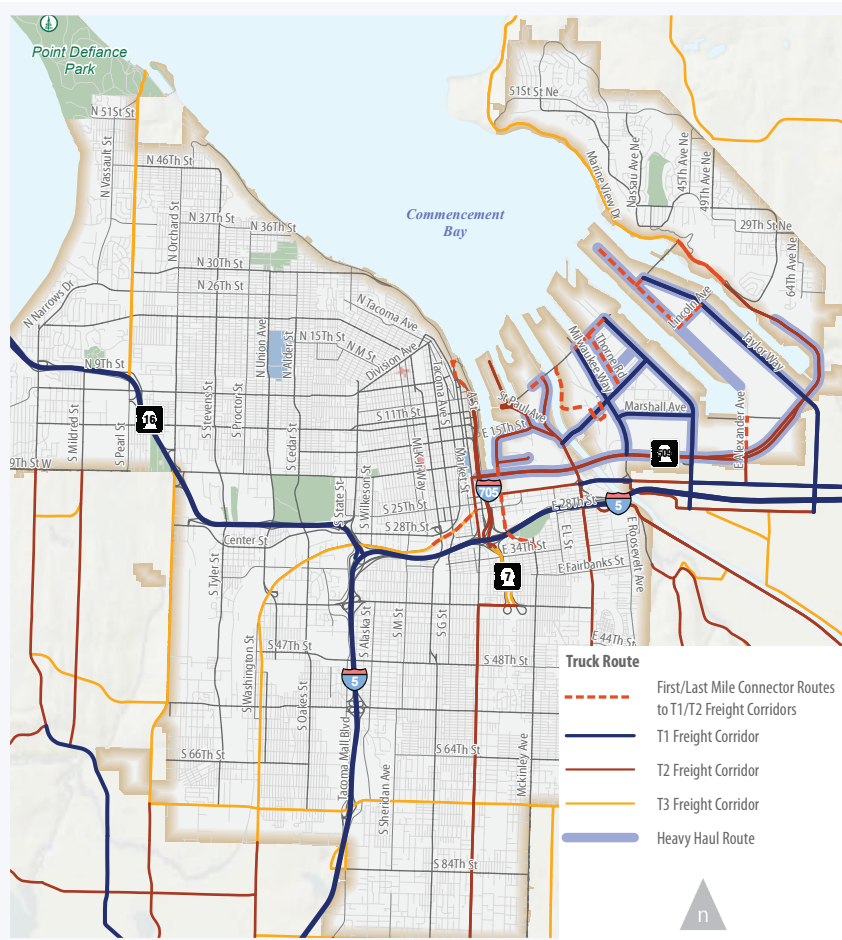 Point Defiance
Park
N 51St St
N Vassault St
N 46Th St
N Orchard St
N 37Th St
N 36Th St
N 30Th St
N 26Th St
N Narrows Dr
N Tacoma Ave
N Union Ave
N Alder St
N 15Th St
N M St
Division Ave
N 9Th St
Commencement
Bay
51St St Ne
Marine View Dr
Nassau Ave Ne
45Th Ave Ne
49Th Ave Ne
29Th St Ne
64Th Ave Ne
Lincoln Ave
Taylor Way
Milwaukee Way
Thorne Rd
Marshall Ave
E Alexander Ave
St Paul Ave
E 15Th St
A St
Tacoma Ave S
Market St
S 11Th St
S Mildred St
S Pearl St
16
S Stevens St
S Proctor St
S Cedar St
9Th St W
S State St
S Wilkeson St
S 25Th St
S 28Th St
Center St
S Tyler St
705
509
5
E 28Th St
E L St
E Roosevelt Ave
E 34Th St
E Fairbanks St
7
E 44Th St
S Washington St
S 47Th St
S Oakes St
S Alaska St
S M St
S G St
S 48Th St
5
S 66Th St
Tacoma Mall Blvd
S Sheridan Ave
S 64Th St
Mckinley Ave
S 84Th St
Truck Route
First/Last Mile Connector Routes
to T1/T2 Freight Corridors
T1 Freight Corridor
T2 Freight Corridor
T3 Freight Corridor
Heavy Haul Route
n